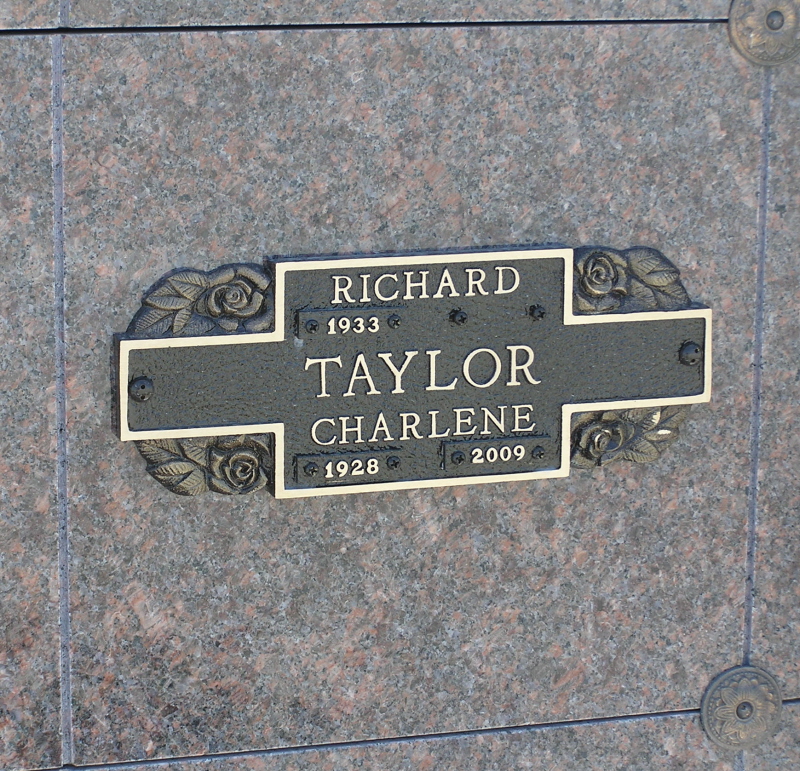 RICHARD
1933
TAYLOR
CHARLENE
1928 2009